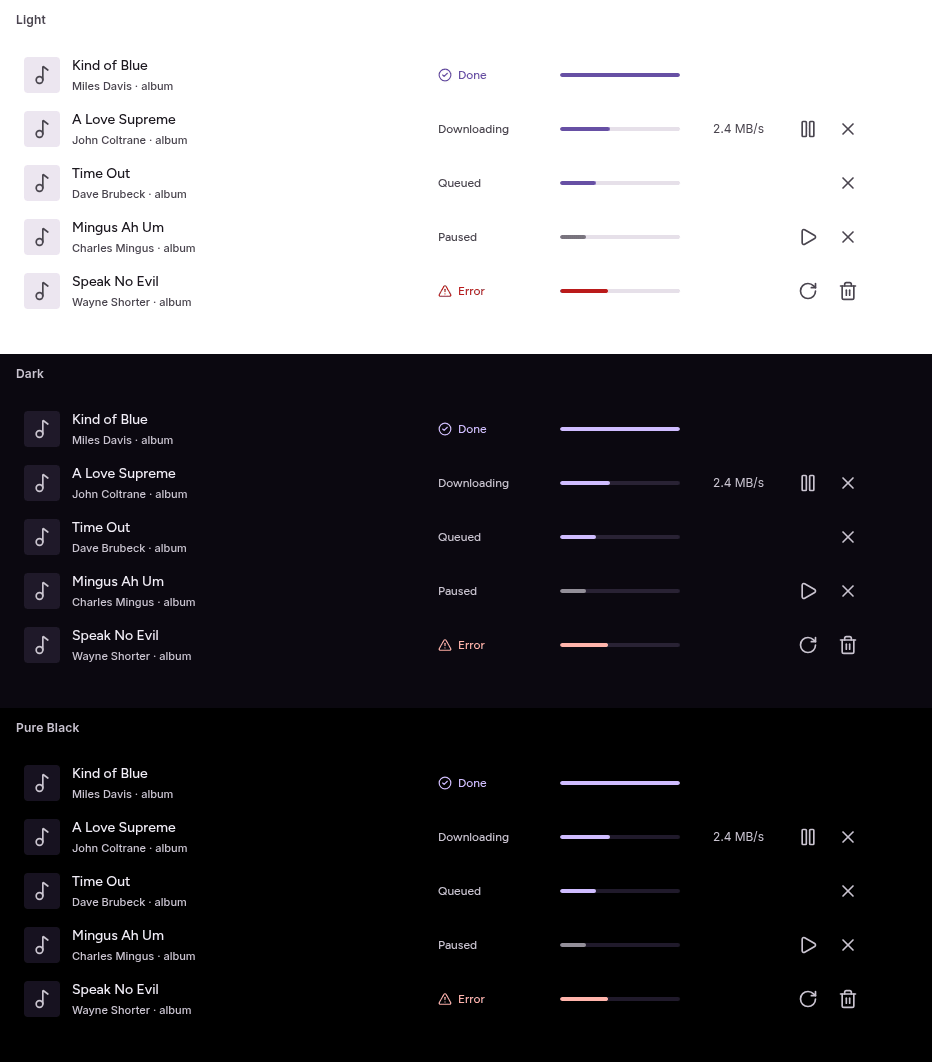 Light
Kind of Blue
Miles Davis · album
Done
A Love Supreme
John Coltrane · album
Downloading
2.4 MB/s
Time Out
Dave Brubeck · album
Queued
Mingus Ah Um
Charles Mingus · album
Paused
Speak No Evil
Wayne Shorter · album
Error
Dark
Kind of Blue
Miles Davis · album
Done
A Love Supreme
John Coltrane · album
Downloading
2.4 MB/s
Time Out
Dave Brubeck · album
Queued
Mingus Ah Um
Charles Mingus · album
Paused
Speak No Evil
Wayne Shorter · album
Error
Pure Black
Kind of Blue
Miles Davis · album
Done
A Love Supreme
John Coltrane · album
Downloading
2.4 MB/s
Time Out
Dave Brubeck · album
Queued
Mingus Ah Um
Charles Mingus · album
Paused
Speak No Evil
Wayne Shorter · album
Error